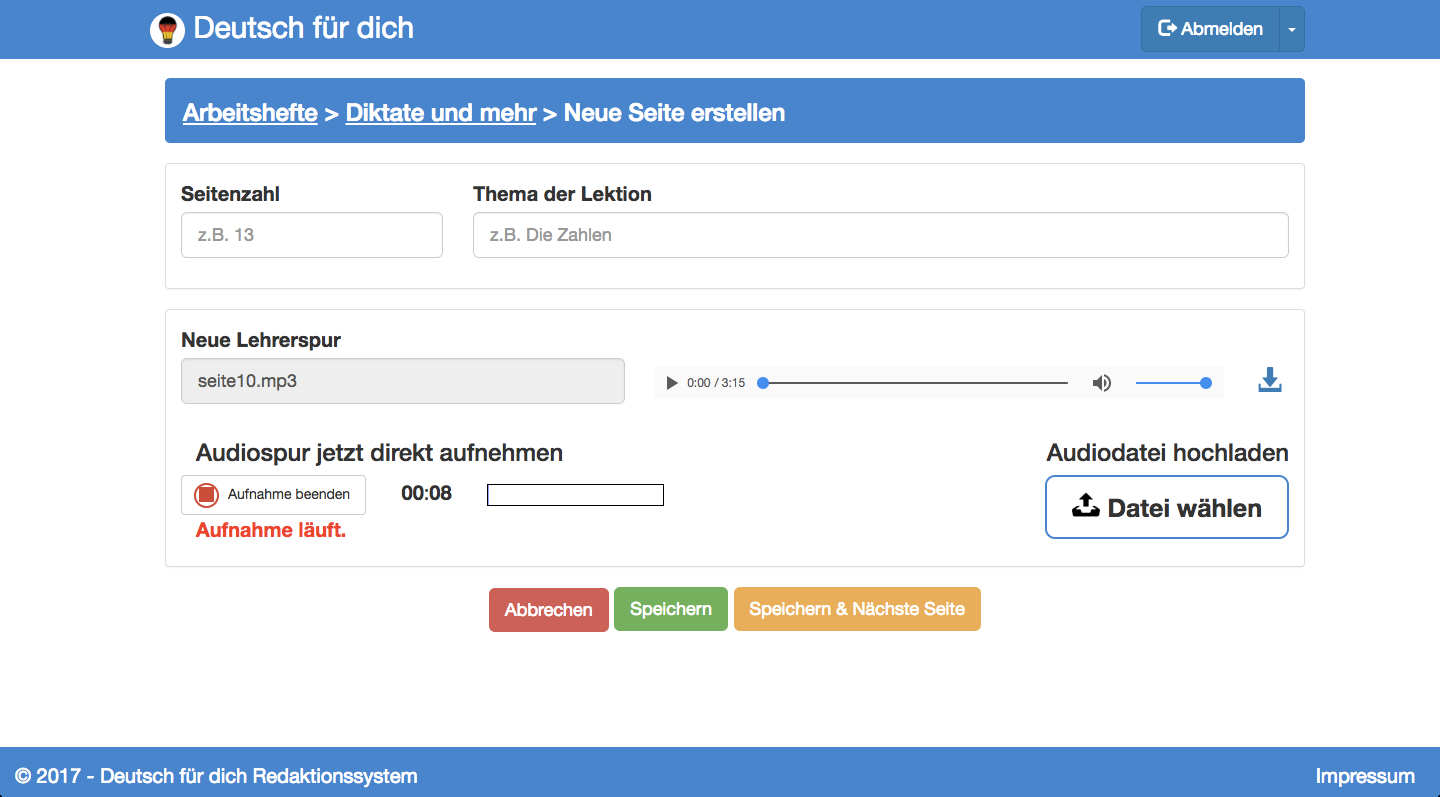 Deutsch für dich
Abmelden
Arbeitshefte > Diktate und mehr > Neue Seite erstellen
Seitenzahl
Thema der Lektion
z.B. 13
z.B. Die Zahlen
Neue Lehrerspur
seite10.mp3
0:00 / 3:15
Audiospur jetzt direkt aufnehmen
Audiodatei hochladen
Aufnahme beenden
00:08
Datei wählen
Aufnahme läuft.
Abbrechen
Speichern
Speichern & Nächste Seite
© 2017 - Deutsch für dich Redaktionssystem
Impressum